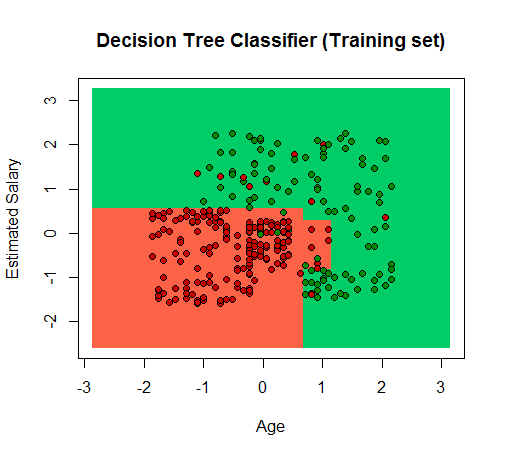 Decision Tree Classifier (Training set)
Estimated Salary
3
2
1
0
-1
-2
-3 -2 -1 0 1 2 3
Age